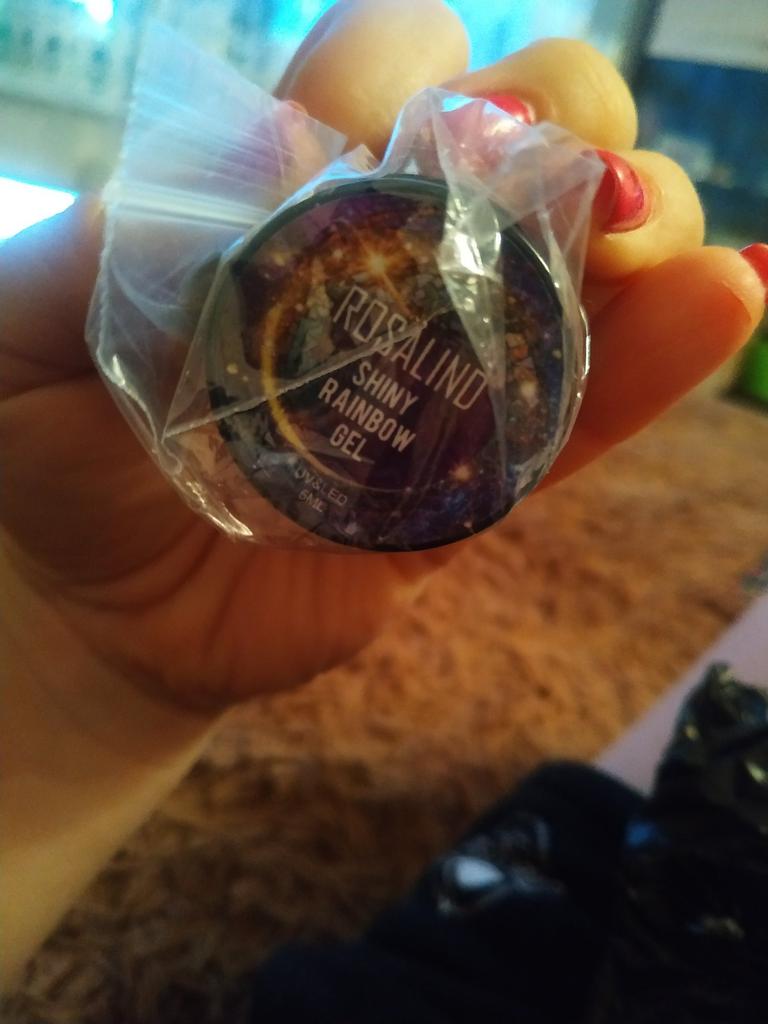 ROSALIND
SHINY
RAINBOW
GEL
UV&LED
5ML